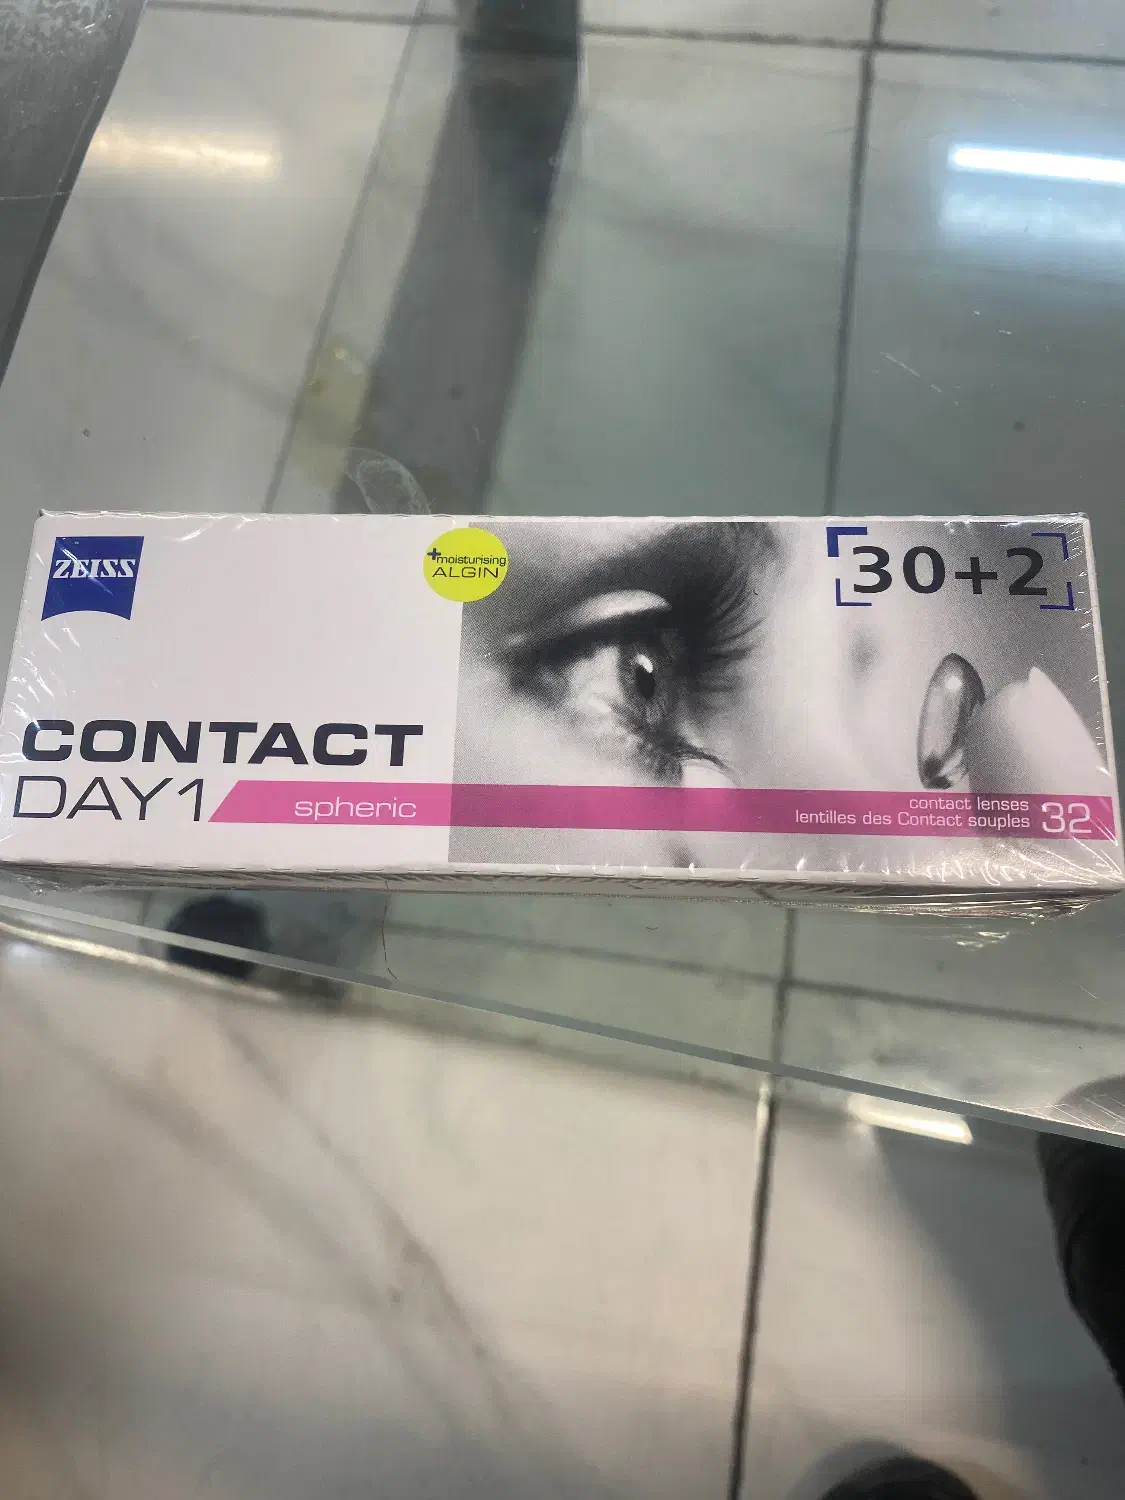 ZEISS
+moisturising
ALGIN
30+2
CONTACT
DAY1
spheric
contact lenses
lentilles des Contact souples
32